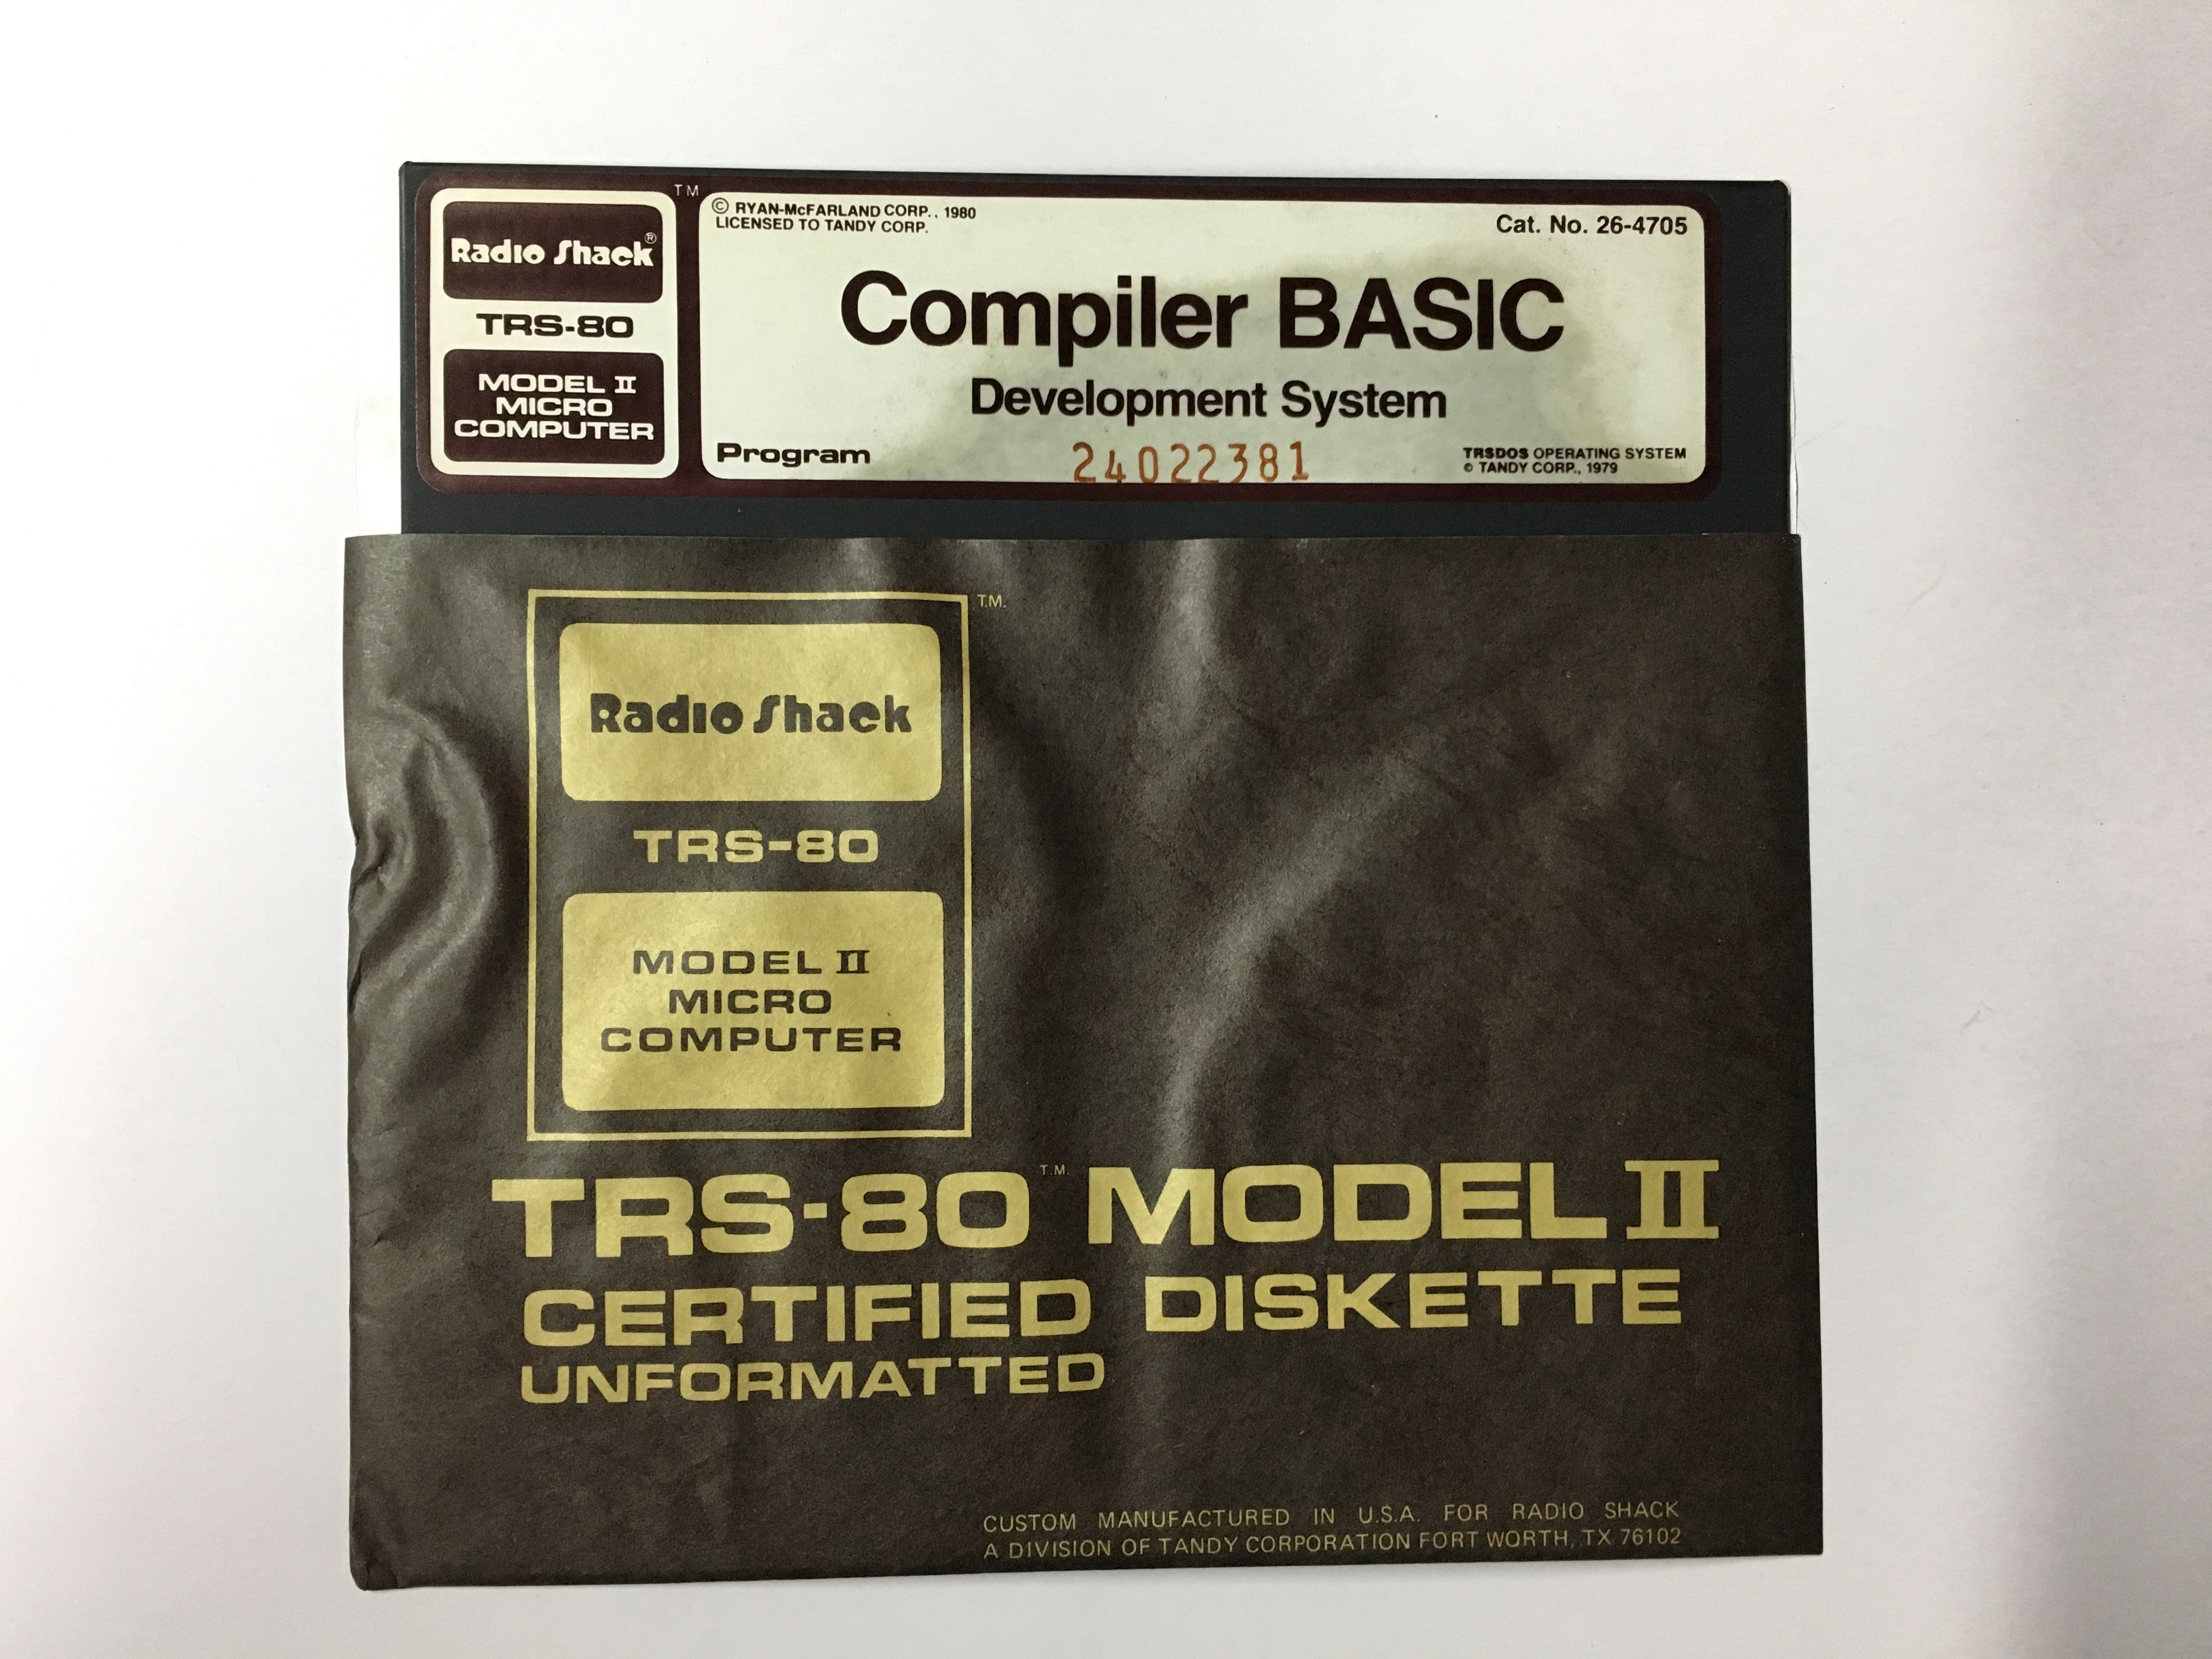 TM
© RYAN-McFARLAND CORP., 1980
LICENSED TO TANDY CORP.
Cat. No. 26-4705
Radio Shack®
TRS-80
MODEL II
MICRO
COMPUTER
Compiler BASIC
Development System
Program
24022381
TRSDOS OPERATING SYSTEM
© TANDY CORP., 1979
T.M.
Radio Shack
TRS-80
MODEL II
MICRO
COMPUTER
TRS-80 T.M. MODEL II
CERTIFIED DISKETTE
UNFORMATTED
CUSTOM MANUFACTURED IN U.S.A. FOR RADIO SHACK
A DIVISION OF TANDY CORPORATION FORT WORTH, TX 76102